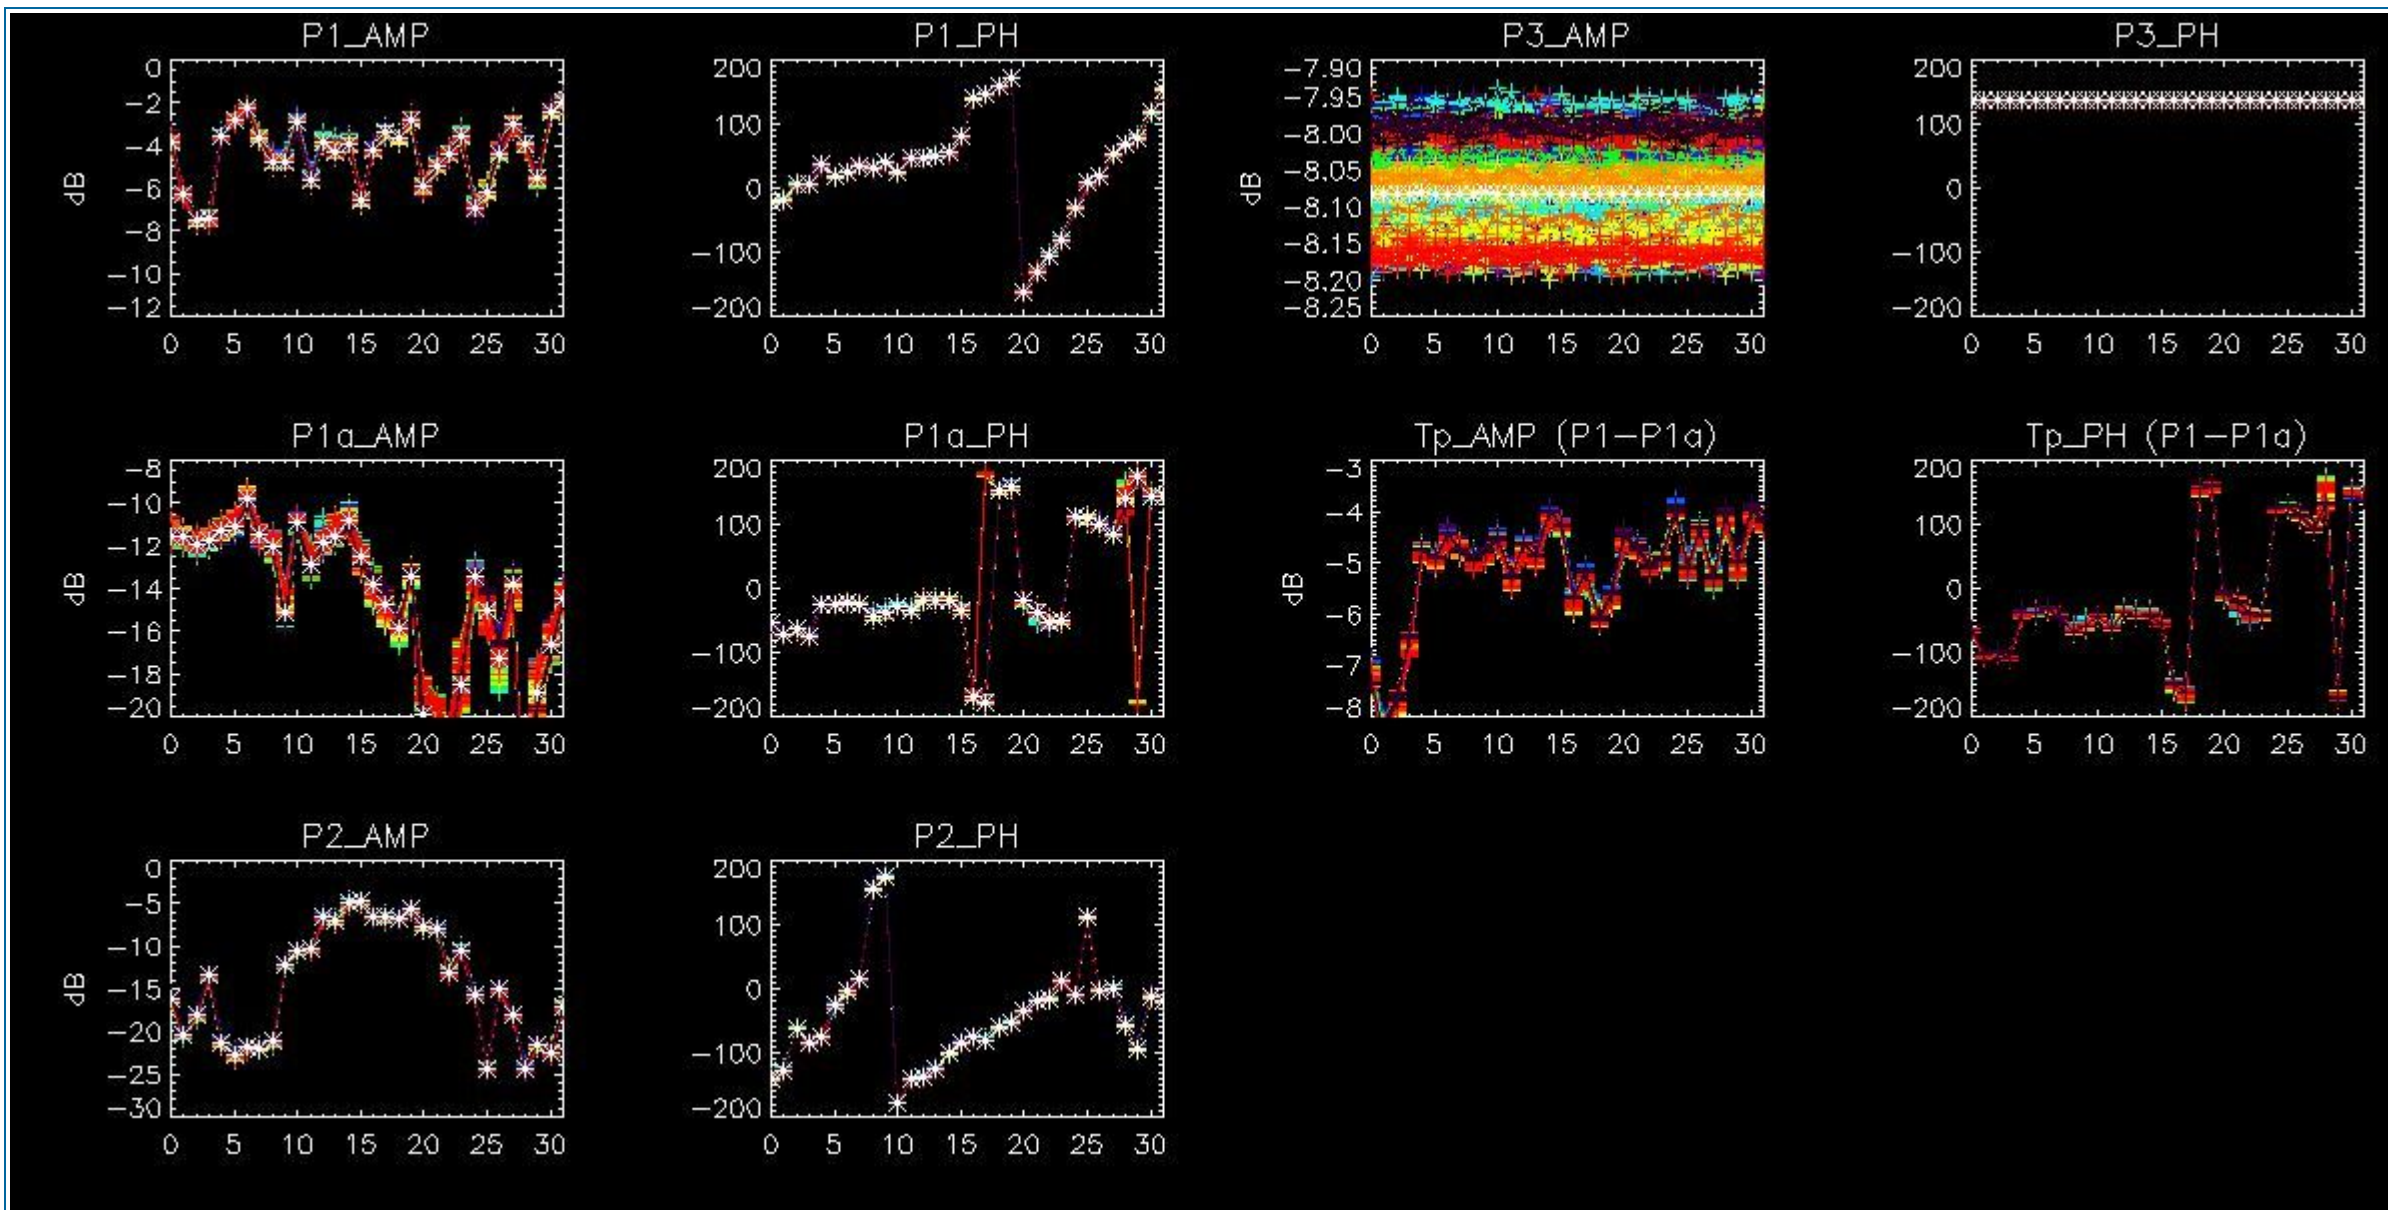 P1_AMP
0
−2
−4
−6
−8
−10
−12
dB
0 5 10 15 20 25 30
P1_PH
200
100
0
−100
−200
0 5 10 15 20 25 30
P3_AMP
−7.90
−7.95
−8.00
−8.05
−8.10
−8.15
−8.20
−8.25
dB
0 5 10 15 20 25 30
P3_PH
200
100
0
−100
−200
0 5 10 15 20 25 30
P1a_AMP
−8
−10
−12
−14
−16
−18
−20
dB
0 5 10 15 20 25 30
P1a_PH
200
100
0
−100
−200
0 5 10 15 20 25 30
Tp_AMP (P1−P1a)
−3
−4
−5
−6
−7
−8
dB
0 5 10 15 20 25 30
Tp_PH (P1−P1a)
200
100
0
−100
−200
0 5 10 15 20 25 30
P2_AMP
0
−5
−10
−15
−20
−25
−30
dB
0 5 10 15 20 25 30
P2_PH
200
100
0
−100
−200
0 5 10 15 20 25 30